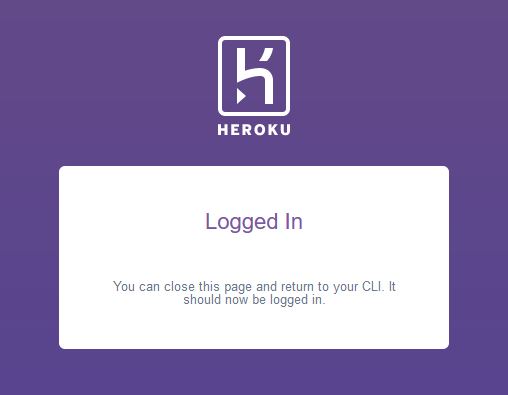 HEROKU
Logged In
You can close this page and return to your CLI. It
should now be logged in.